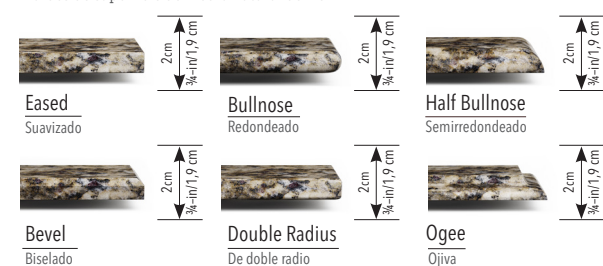 2cm
¾–in/1,9 cm
2cm
¾–in/1,9 cm
2cm
¾–in/1,9 cm
Eased
Suavizado
Bullnose
Redondeado
Half Bullnose
Semirredondeado
2cm
¾–in/1,9 cm
2cm
¾–in/1,9 cm
2cm
¾–in/1,9 cm
Bevel
Biselado
Double Radius
De doble radio
Ogee
Ojiva